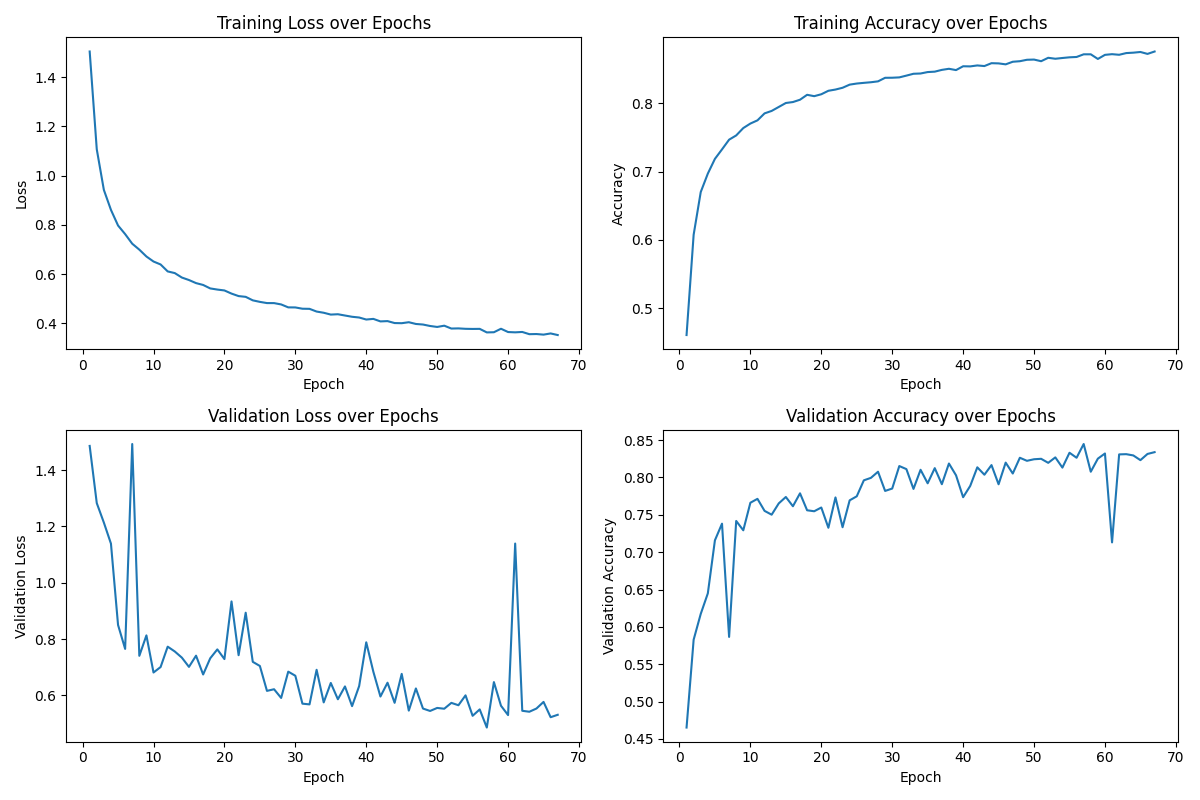 Training Loss over Epochs
Loss
1.4
1.2
1.0
0.8
0.6
0.4
0 10 20 30 40 50 60 70
Epoch
Training Accuracy over Epochs
Accuracy
0.8
0.7
0.6
0.5
0 10 20 30 40 50 60 70
Epoch
Validation Loss over Epochs
Validation Loss
1.4
1.2
1.0
0.8
0.6
0 10 20 30 40 50 60 70
Epoch
Validation Accuracy over Epochs
Validation Accuracy
0.85
0.80
0.75
0.70
0.65
0.60
0.55
0.50
0.45
0 10 20 30 40 50 60 70
Epoch